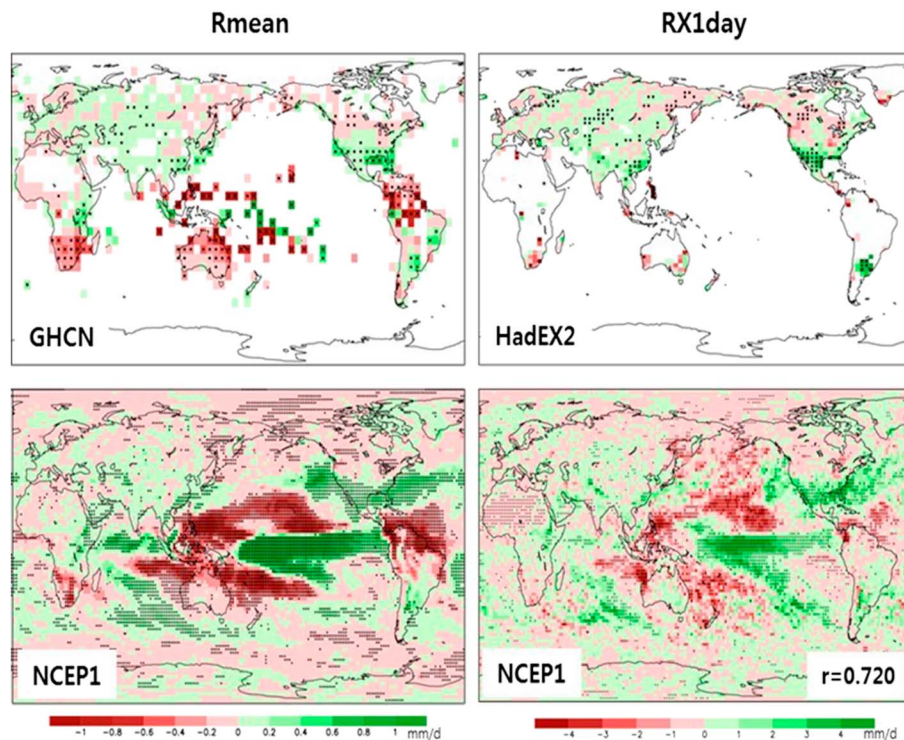 Rmean RX1day
GHCN HadEX2
NCEP1 NCEP1 r=0.720
-1 -0.8 -0.6 -0.4 -0.2 0 0.2 0.4 0.6 0.8 1 mm/d -4 -3 -2 -1 0 1 2 3 4 mm/d